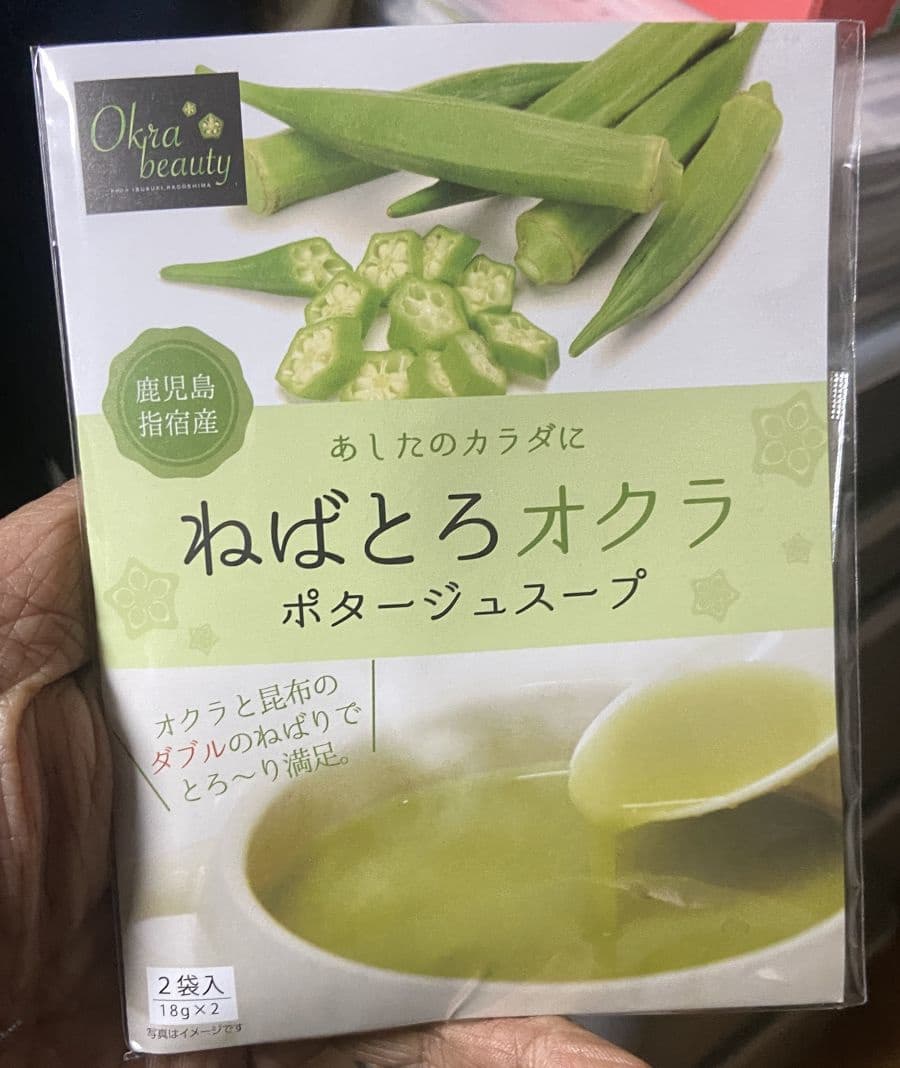 Okra
beauty
FROM IBUSUKI, KAGOSHIMA
鹿児島
指宿産
あしたのカラダに
ねばとろオクラ
ポタージュスープ
オクラと昆布の
ダブルのねばりで
とろ〜り満足。
2袋入
18g×2
写真はイメージです